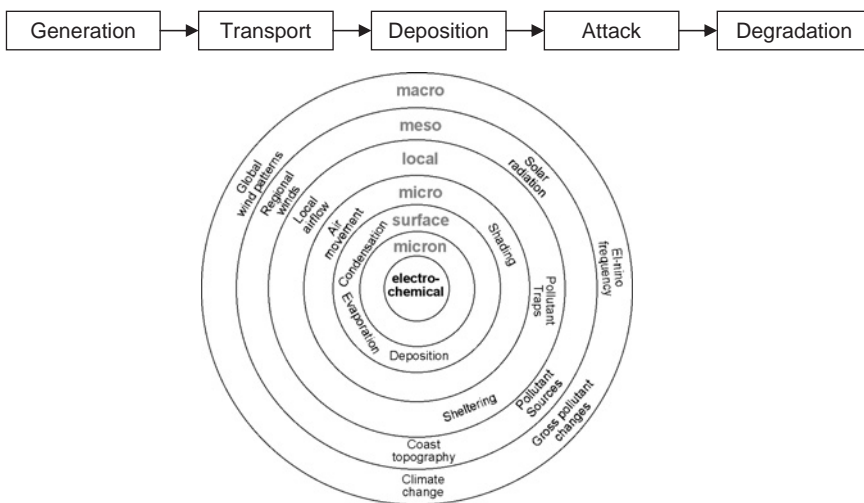 Generation Transport Deposition Attack Degradation
macro
meso
local
micro
surface
micron
electro-
chemical
Global
wind patterns
Regional
winds
Local
airflow
Air
movement
Condensation
Evaporation
Deposition
Shading
Solar
radiation
El-nino
frequency
Pollutant
Traps
Sheltering
Pollutant
Sources
Gross pollutant
changes
Coast
topography
Climate
change